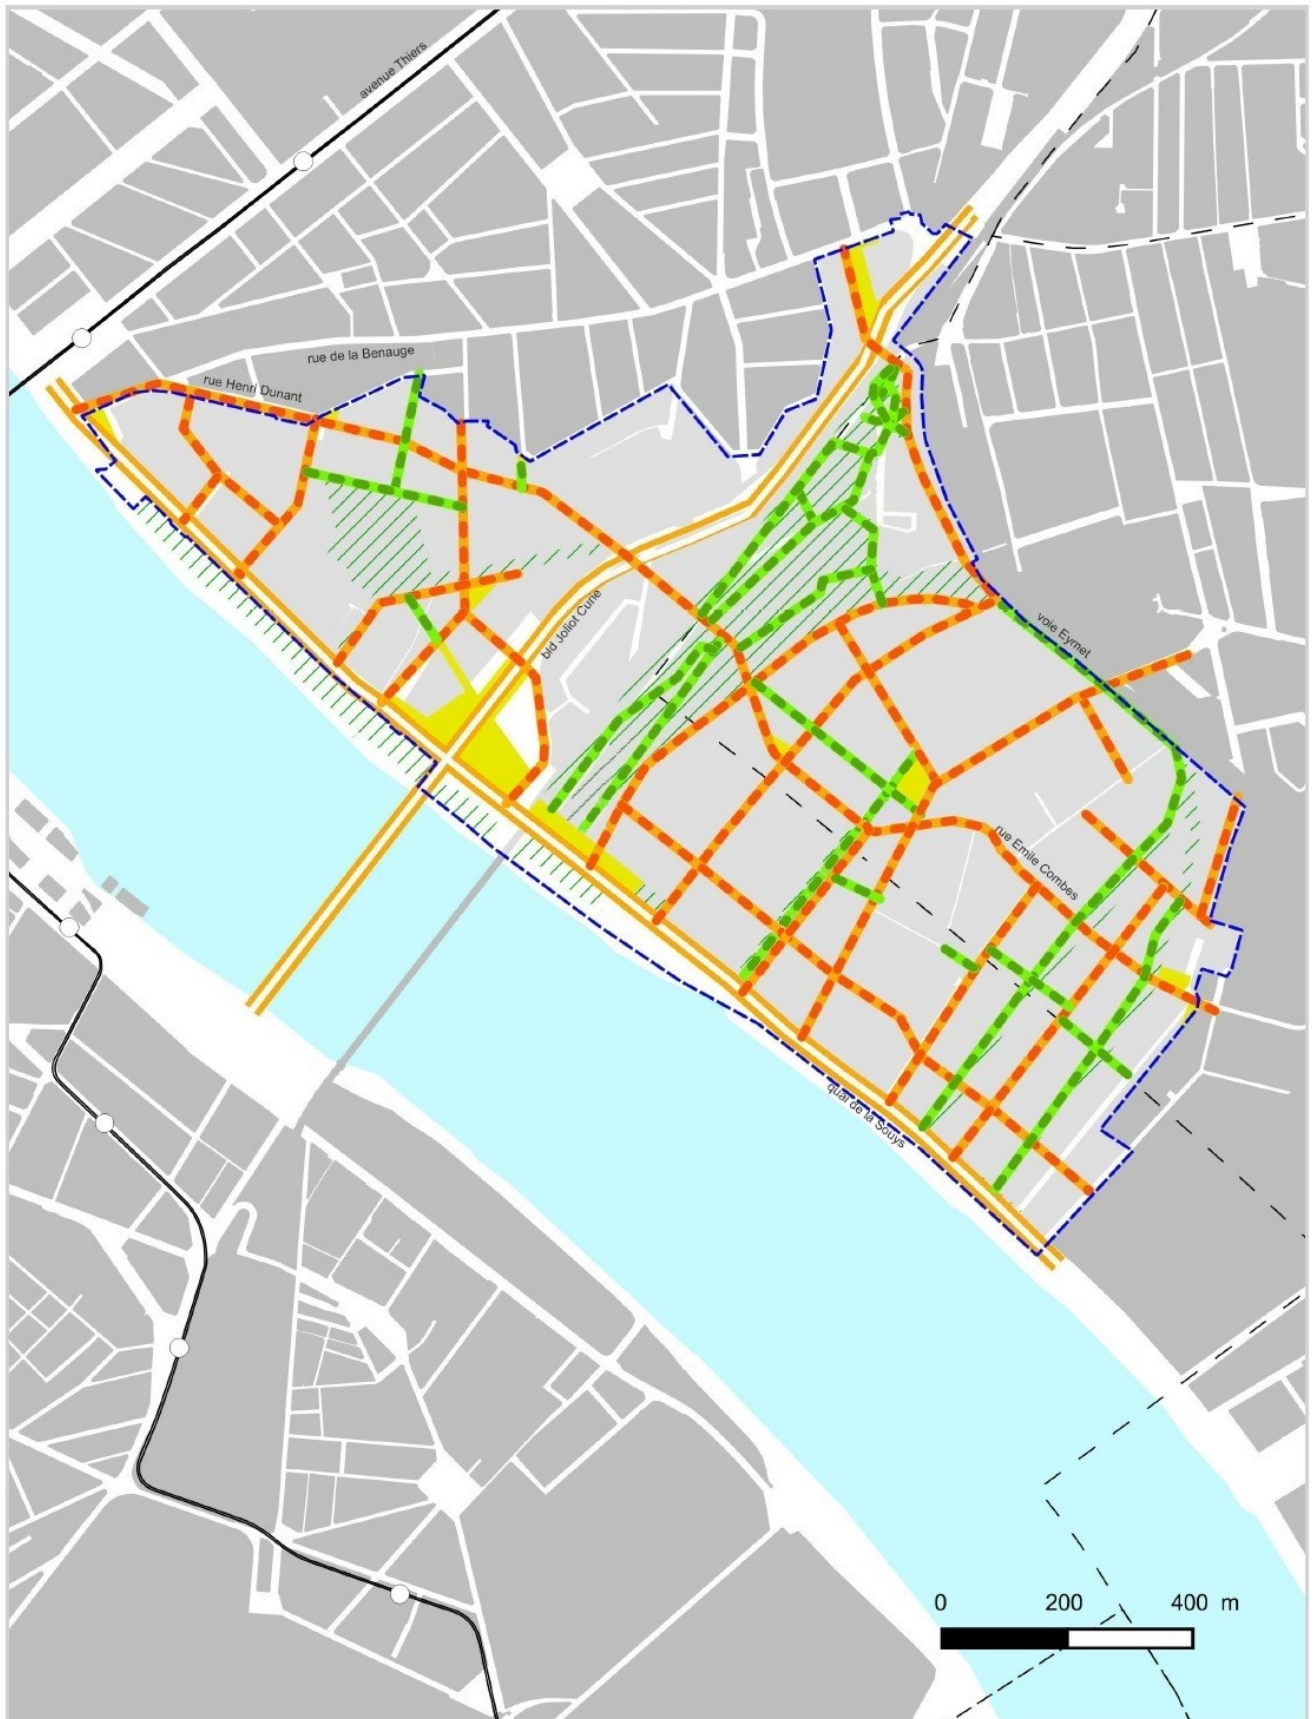 avenue Thiers
rue de la Benauge
rue Henri Dunant
bld Joliot Curie
voie Eymet
rue Emile Combes
quai de la Souys
0 200 400 m